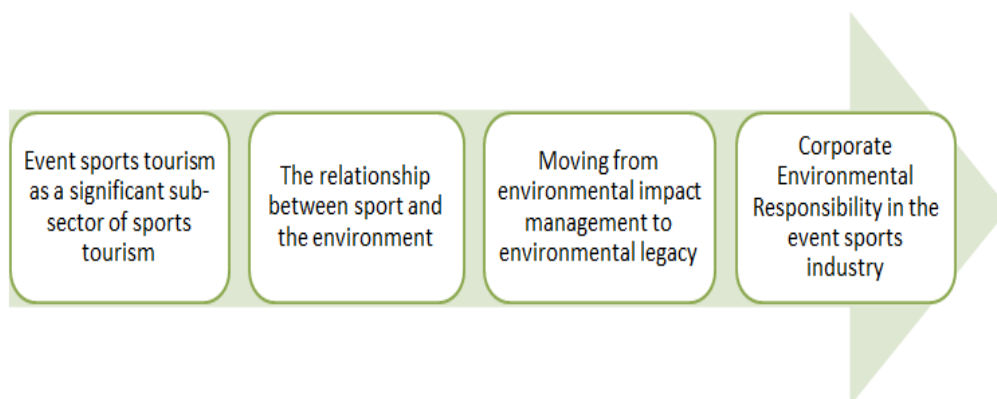 Event sports tourism
as a significant sub-
sector of sports
tourism
The relationship
between sport and
the environment
Moving from
environmental impact
management to
environmental legacy
Corporate
Environmental
Responsibility in the
event sports
industry